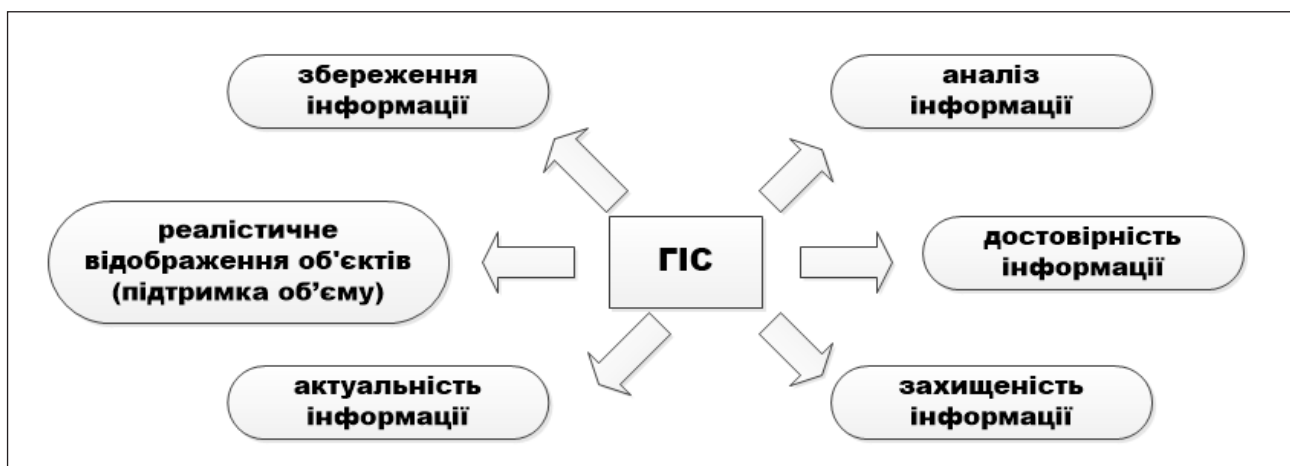 збереження
інформації
аналіз
інформації
реалістичне
відображення об'єктів
(підтримка об’єму)
ГІС
достовірність
інформації
актуальність
інформації
захищеність
інформації